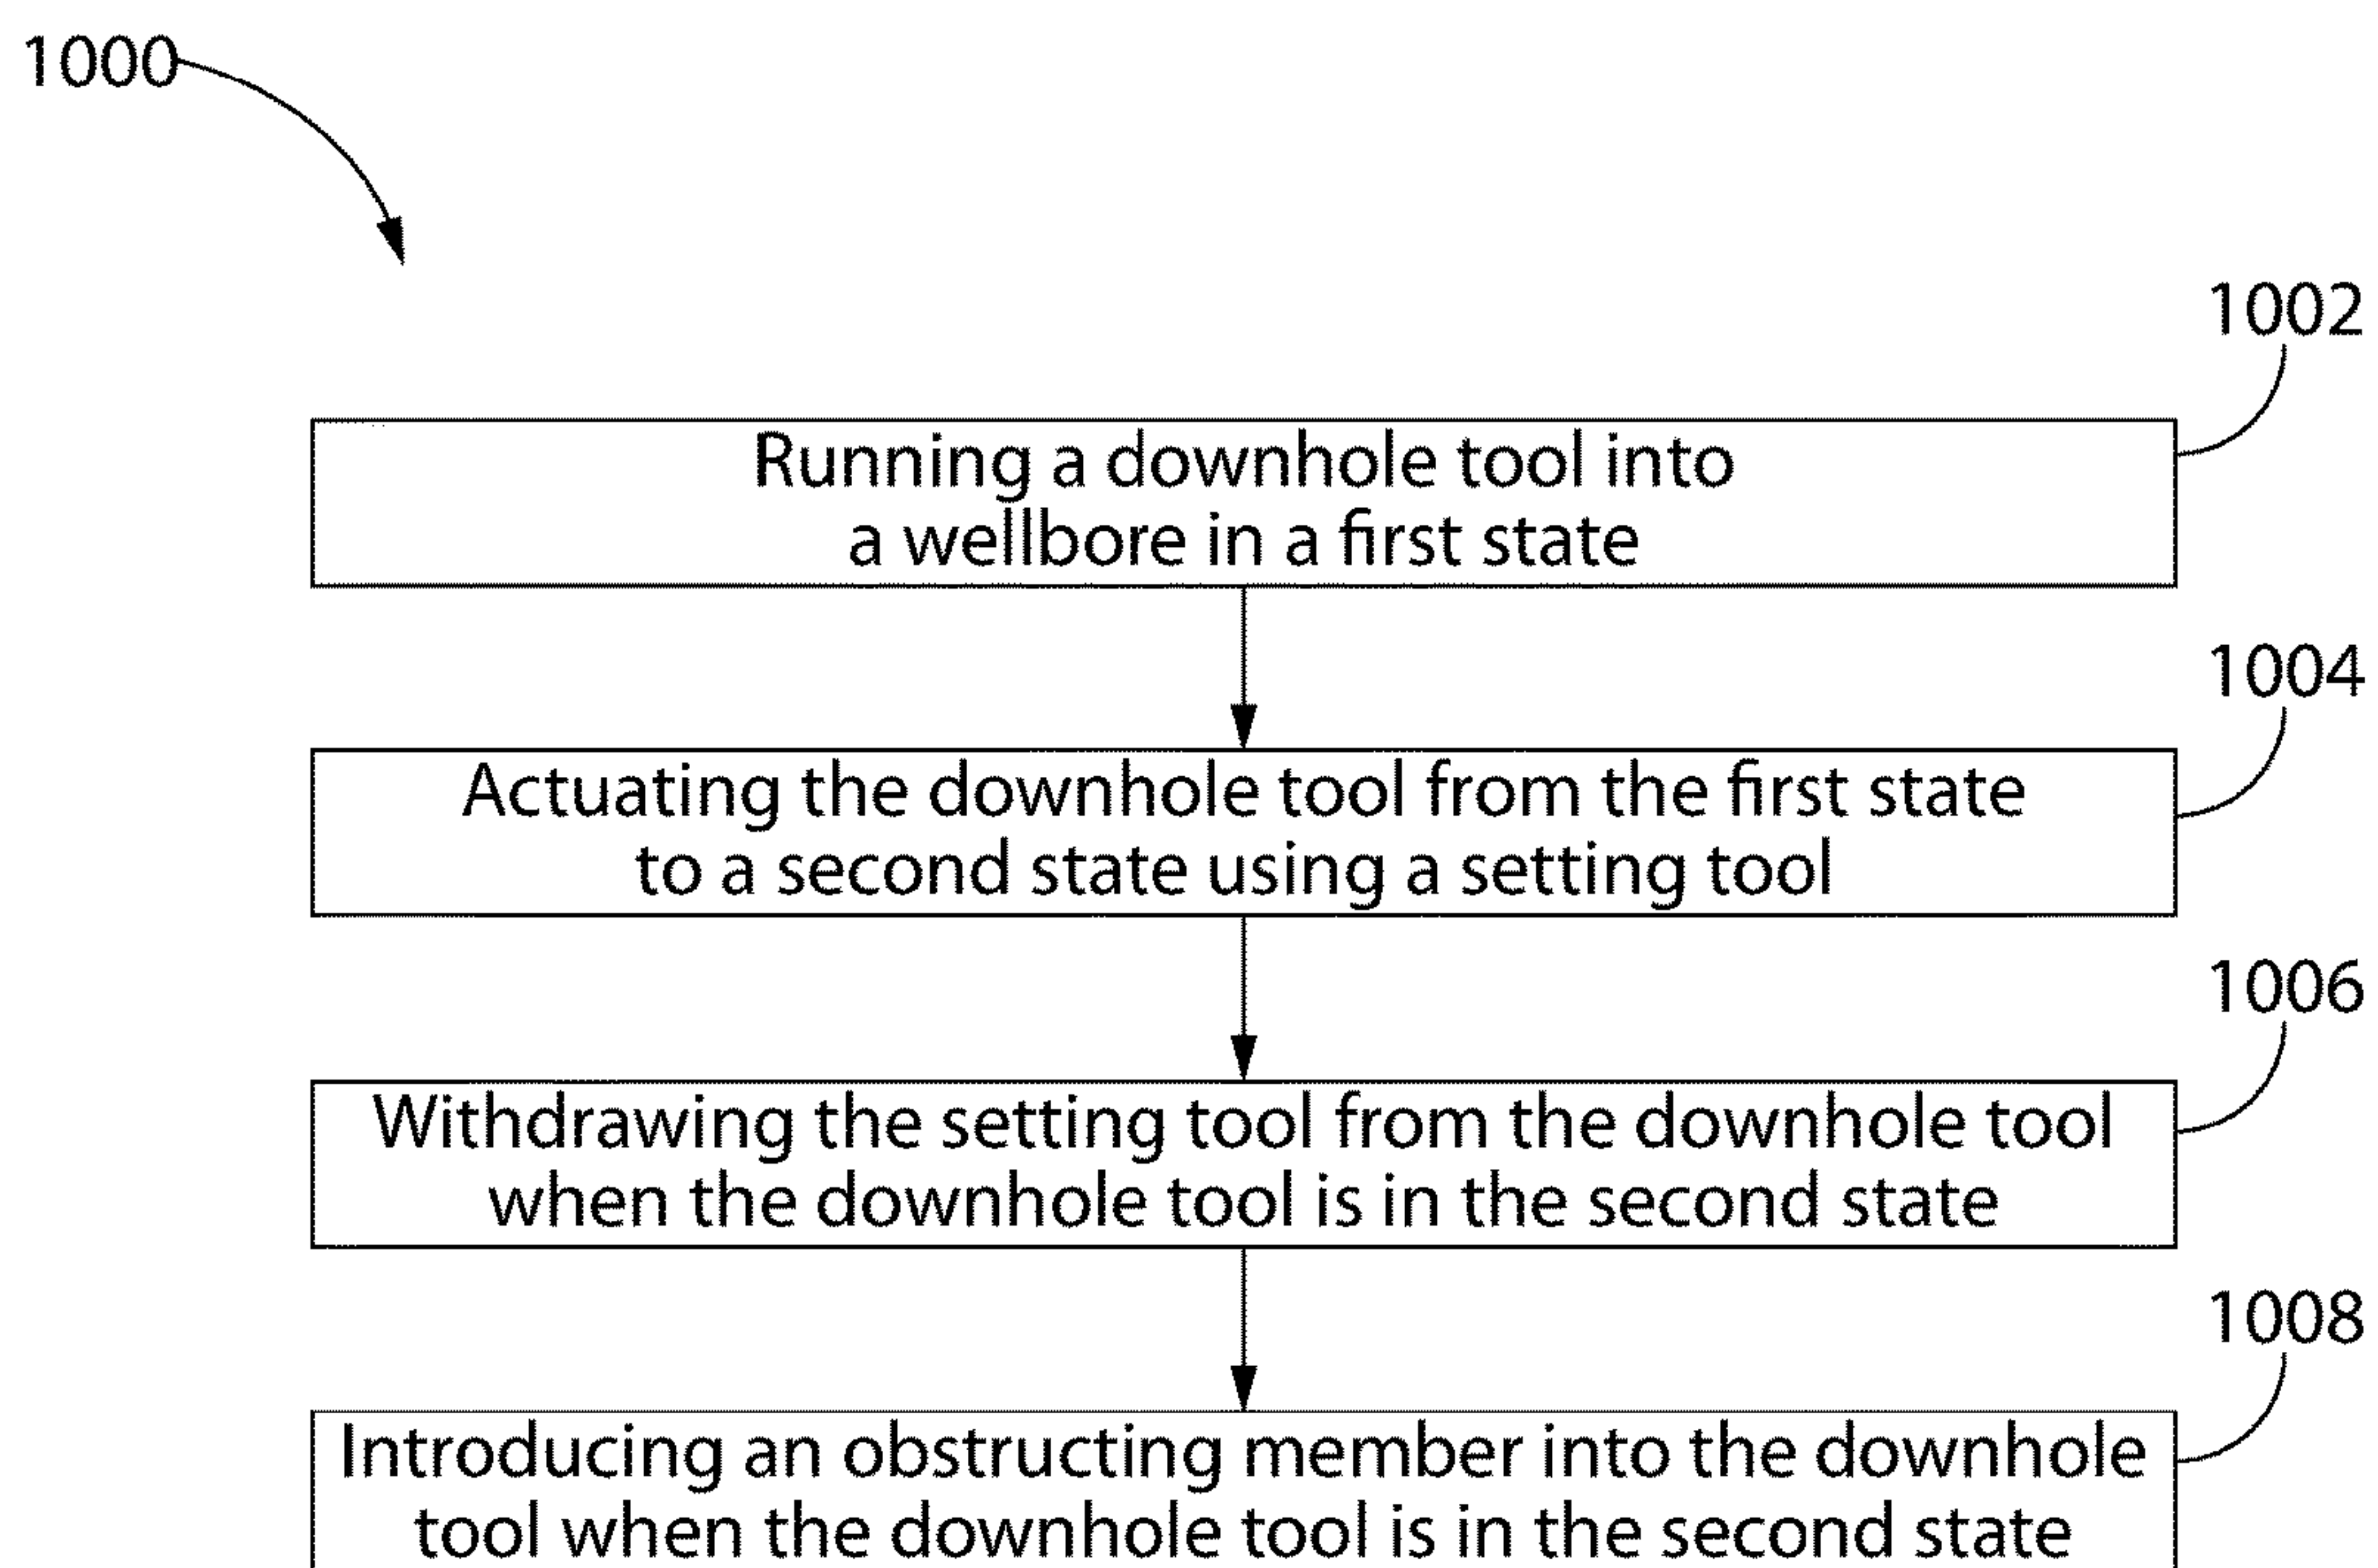 1000
1002
Running a downhole tool into
a wellbore in a first state
1004
Actuating the downhole tool from the first state
to a second state using a setting tool
1006
Withdrawing the setting tool from the downhole tool
when the downhole tool is in the second state
1008
Introducing an obstructing member into the downhole
tool when the downhole tool is in the second state